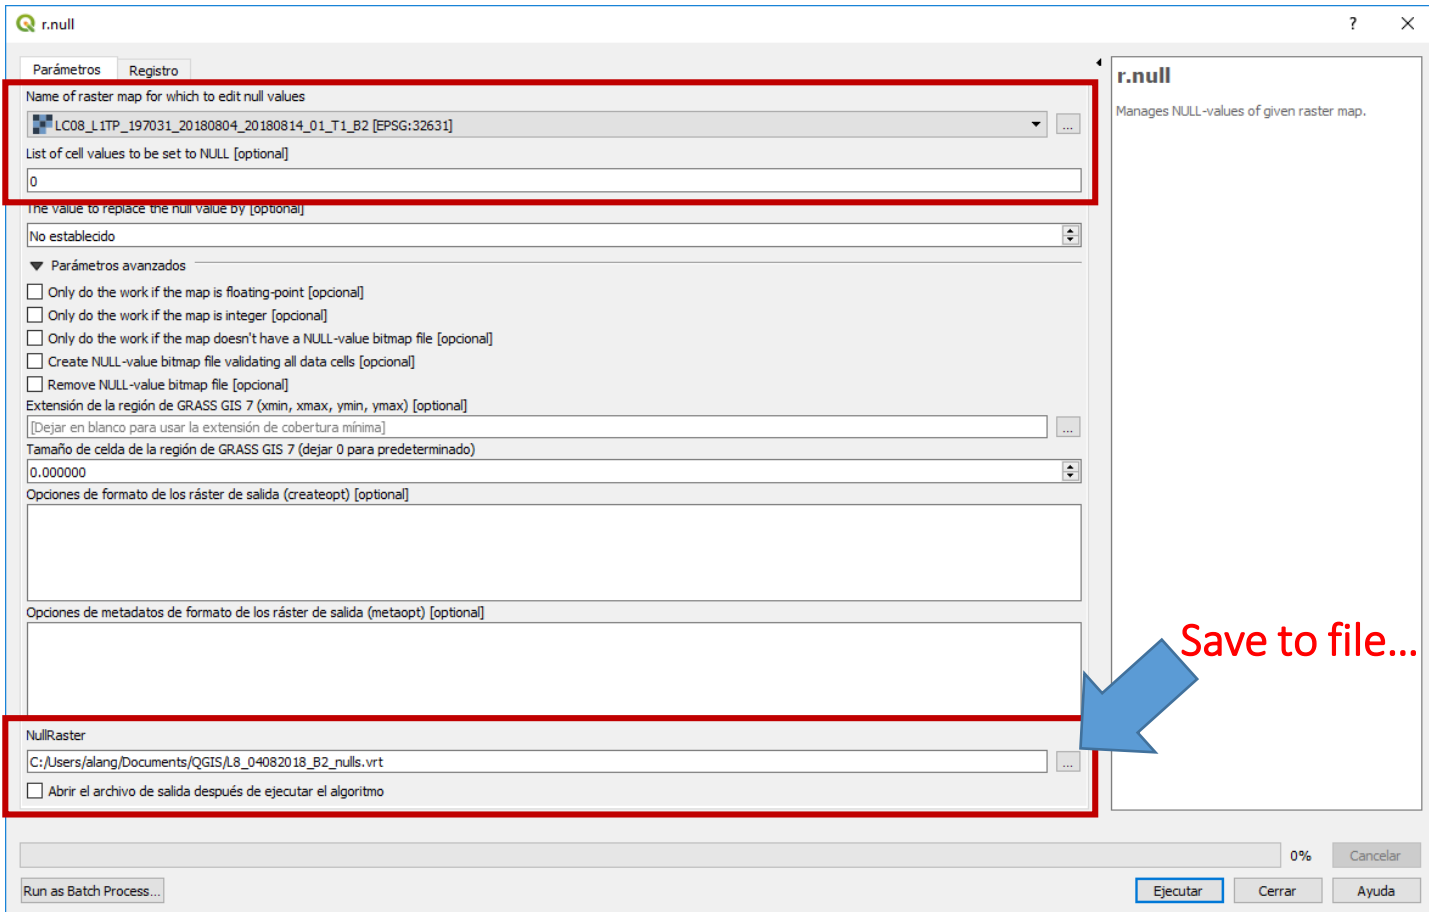 r.null
?
Parámetros
Registro
Name of raster map for which to edit null values
LC08_L1TP_197031_20180804_20180814_01_T1_B2 [EPSG:32631]
...
List of cell values to be set to NULL [optional]
0
The value to replace the null value by [optional]
No establecido
Parámetros avanzados
Only do the work if the map is floating-point [opcional]
Only do the work if the map is integer [opcional]
Only do the work if the map doesn't have a NULL-value bitmap file [opcional]
Create NULL-value bitmap file validating all data cells [opcional]
Remove NULL-value bitmap file [opcional]
Extensión de la región de GRASS GIS 7 (xmin, xmax, ymin, ymax) [optional]
[Dejar en blanco para usar la extensión de cobertura mínima]
...
Tamaño de celda de la región de GRASS GIS 7 (dejar 0 para predeterminado)
0.000000
Opciones de formato de los ráster de salida (createopt) [optional]
Opciones de metadatos de formato de los ráster de salida (metaopt) [optional]
NullRaster
C:/Users/alang/Documents/QGIS/L8_04082018_B2_nulls.vrt
...
Abrir el archivo de salida después de ejecutar el algoritmo
r.null
Manages NULL-values of given raster map.
Save to file...
0%
Cancelar
Run as Batch Process...
Ejecutar
Cerrar
Ayuda